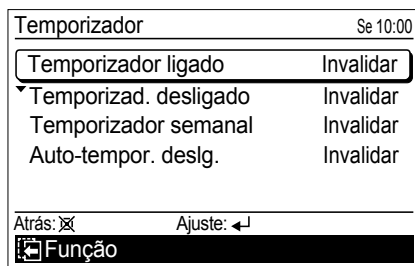 Temporizador Se 10:00
Temporizador ligado Invalidar
Temporizad. desligado Invalidar
Temporizador semanal Invalidar
Auto-tempor. deslg. Invalidar
Atrás: Ajuste:
Função